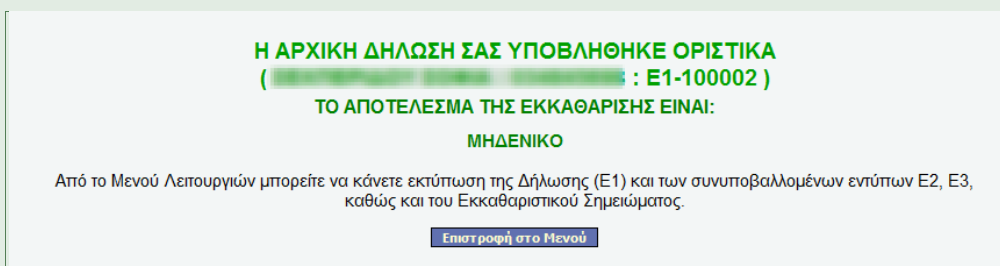 Η ΑΡΧΙΚΗ ΔΗΛΩΣΗ ΣΑΣ ΥΠΟΒΛΗΘΗΚΕ ΟΡΙΣΤΙΚΑ
( : Ε1-100002 )
ΤΟ ΑΠΟΤΕΛΕΣΜΑ ΤΗΣ ΕΚΚΑΘΑΡΙΣΗΣ ΕΙΝΑΙ:
ΜΗΔΕΝΙΚΟ
Από το Μενού Λειτουργιών μπορείτε να κάνετε εκτύπωση της Δήλωσης (Ε1) και των συνυποβαλλομένων εντύπων Ε2, Ε3,
καθώς και του Εκκαθαριστικού Σημειώματος.
Επιστροφή στο Μενού